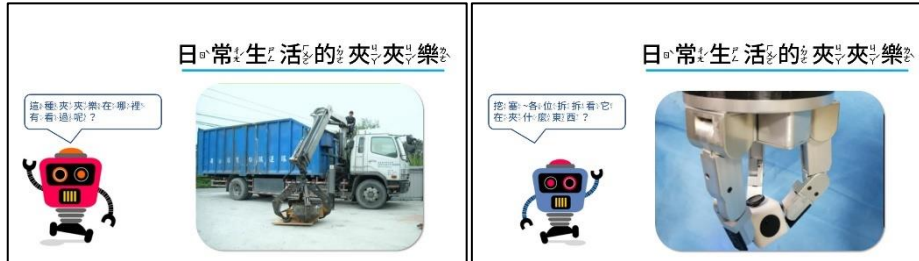 日常生活的夾夾樂
這種夾夾樂在哪裡
有看過呢？
日常生活的夾夾樂
挖塞~各位拆拆看它
在夾什麼東西？